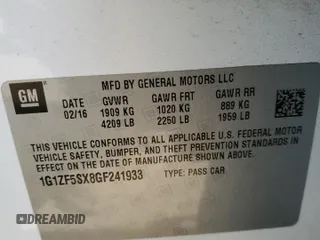 GM
MFD BY GENERAL MOTORS LLC
DATE GVWR GAWR FRT GAWR RR
02/16 1909 KG 1020 KG 889 KG
4209 LB 2250 LB 1959 LB
THIS VEHICLE CONFORMS TO ALL APPLICABLE U.S. FEDERAL MOTOR
VEHICLE SAFETY, BUMPER, AND THEFT PREVENTION STANDARDS IN
EFFECT ON THE DATE OF MANUFACTURE SHOWN ABOVE.
1G1ZF5SX8GF241933 TYPE: PASS CAR
© AMERIBID